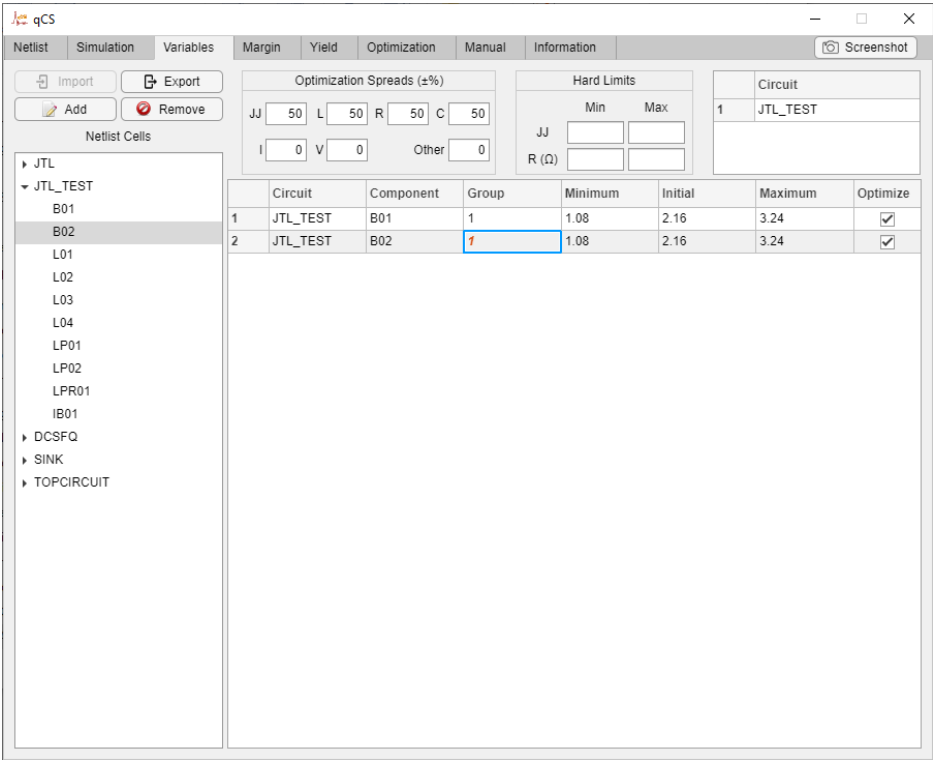 qCS
Netlist Simulation Variables Margin Yield Optimization Manual Information Screenshot
Import Export
Add Remove
Netlist Cells
JTL
JTL_TEST
B01
B02
L01
L02
L03
L04
LP01
LP02
LPR01
IB01
DCSFQ
SINK
TOPCIRCUIT
Optimization Spreads (±%)
JJ 50 L 50 R 50 C 50
I 0 V 0 Other 0
Hard Limits
Min Max
JJ
R (Ω)
Circuit
1 JTL_TEST
Circuit Component Group Minimum Initial Maximum Optimize
1 JTL_TEST B01 1 1.08 2.16 3.24
2 JTL_TEST B02 1 1.08 2.16 3.24